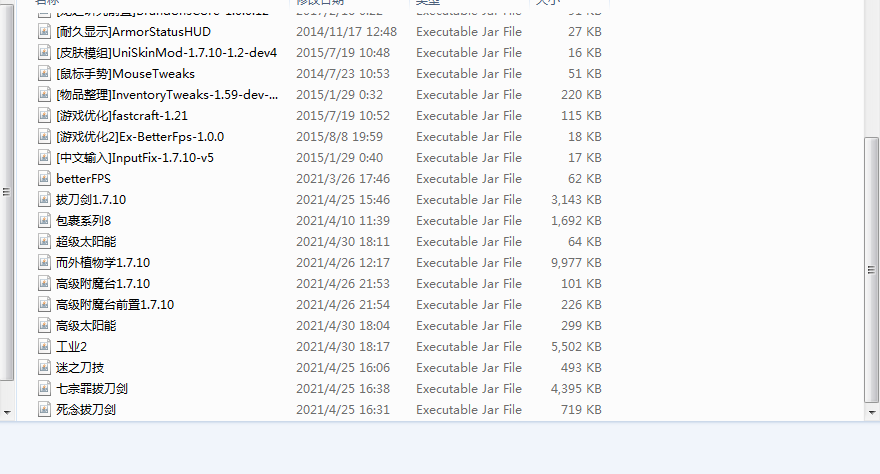 名称 修改日期 类型 大小
[耐久显示]ArmorStatusHUD 2014/11/17 12:48 Executable Jar File 27 KB
[皮肤模组]UniSkinMod-1.7.10-1.2-dev4 2015/7/19 10:48 Executable Jar File 16 KB
[鼠标手势]MouseTweaks 2014/7/23 10:53 Executable Jar File 51 KB
[物品整理]InventoryTweaks-1.59-dev-... 2015/1/29 0:32 Executable Jar File 220 KB
[游戏优化]fastcraft-1.21 2015/7/19 10:52 Executable Jar File 115 KB
[游戏优化2]Ex-BetterFps-1.0.0 2015/8/8 19:59 Executable Jar File 18 KB
[中文输入]InputFix-1.7.10-v5 2015/1/29 0:40 Executable Jar File 17 KB
betterFPS 2021/3/26 17:46 Executable Jar File 62 KB
拔刀剑1.7.10 2021/4/25 15:46 Executable Jar File 3,143 KB
包裹系列8 2021/4/10 11:39 Executable Jar File 1,692 KB
超级太阳能 2021/4/30 18:11 Executable Jar File 64 KB
而外植物学1.7.10 2021/4/26 12:17 Executable Jar File 9,977 KB
高级附魔台1.7.10 2021/4/26 21:53 Executable Jar File 101 KB
高级附魔台前置1.7.10 2021/4/26 21:54 Executable Jar File 226 KB
高级太阳能 2021/4/30 18:04 Executable Jar File 299 KB
工业2 2021/4/30 18:17 Executable Jar File 5,502 KB
迷之刀技 2021/4/25 16:06 Executable Jar File 493 KB
七宗罪拔刀剑 2021/4/25 16:38 Executable Jar File 4,395 KB
死念拔刀剑 2021/4/25 16:31 Executable Jar File 719 KB